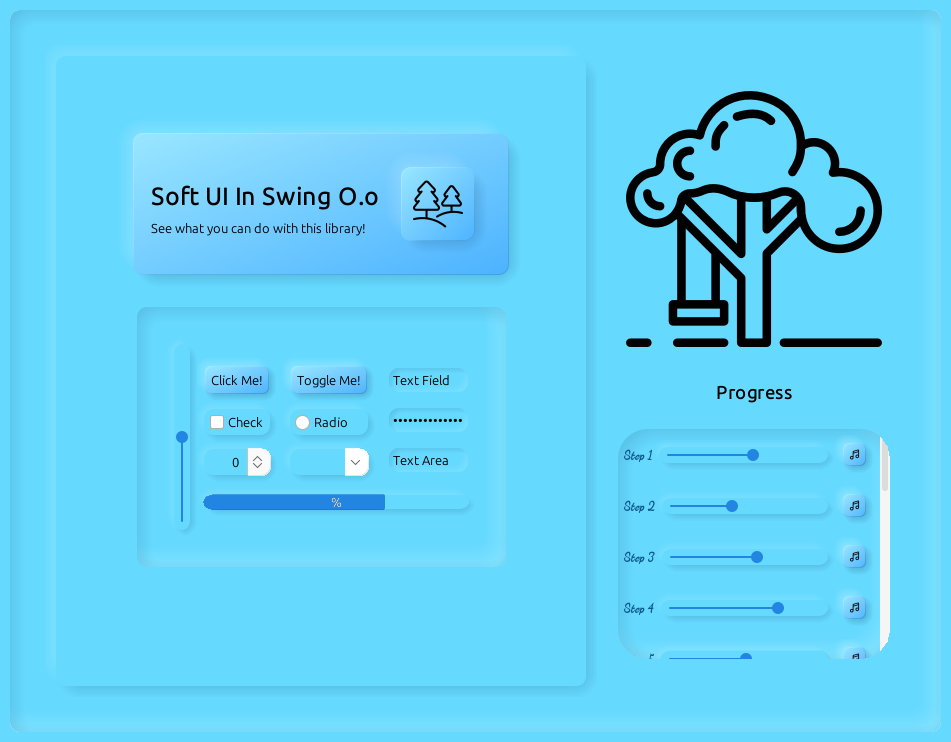 Soft UI In Swing O.o
See what you can do with this library!
Click Me!
Toggle Me!
Text Field
Check
Radio
••••••••••••••
0
Text Area
%
Progress
Step 1
Step 2
Step 3
Step 4